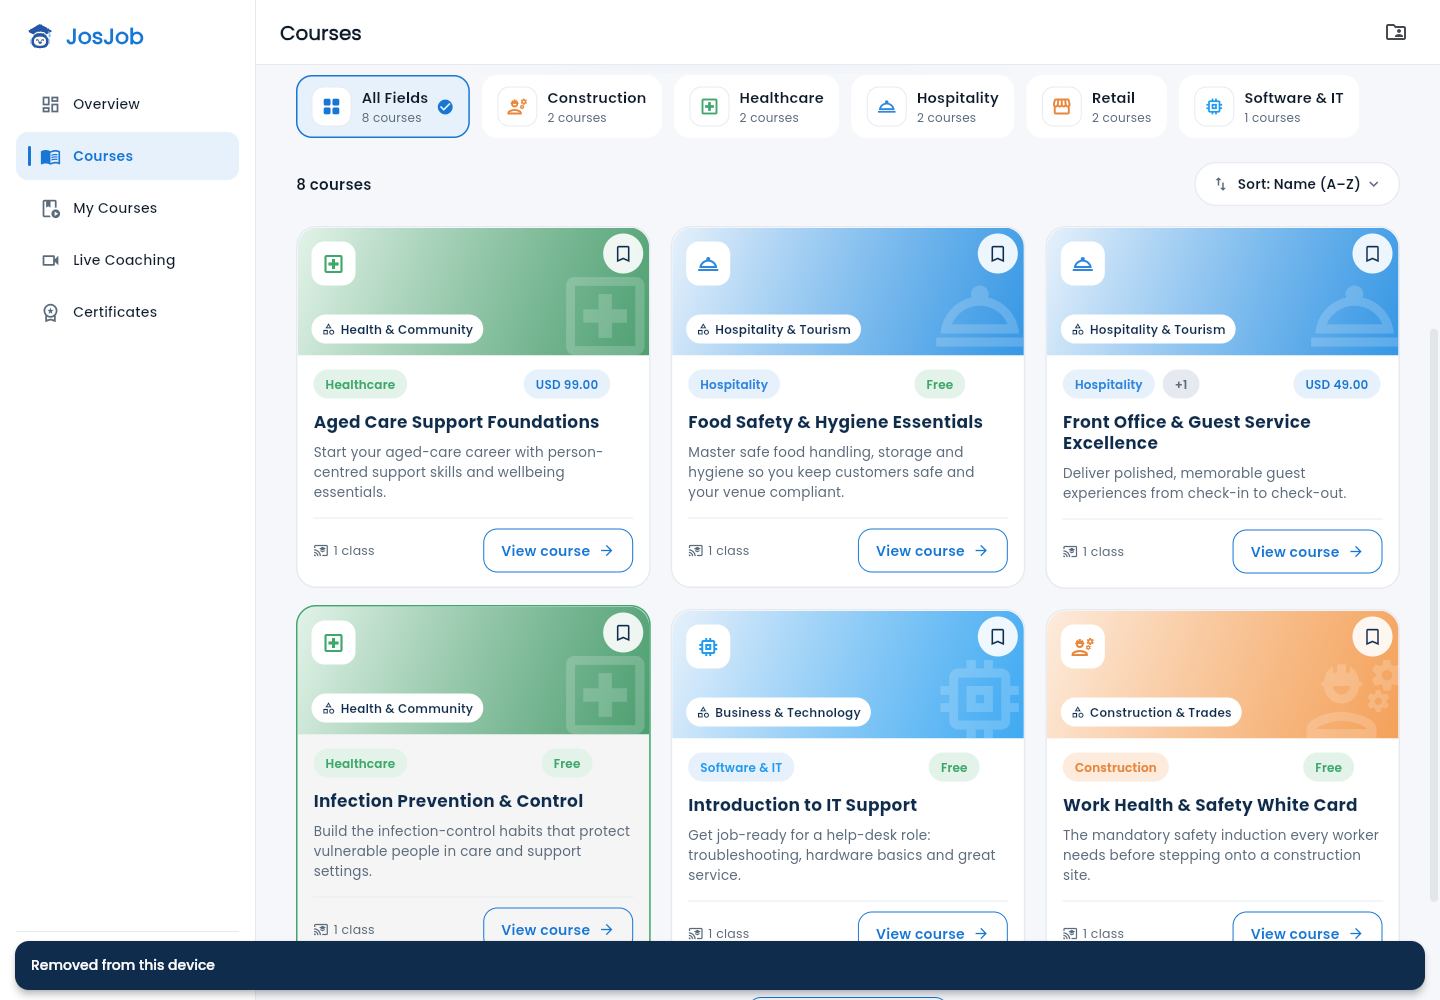 JosJob
Courses
Overview
Courses
My Courses
Live Coaching
Certificates
All Fields
8 courses
Construction
2 courses
Healthcare
2 courses
Hospitality
2 courses
Retail
2 courses
Software & IT
1 courses
8 courses
Sort: Name (A–Z)
Health & Community
Healthcare
USD 99.00
Aged Care Support Foundations
Start your aged-care career with person-
centred support skills and wellbeing
essentials.
1 class
View course
Hospitality & Tourism
Hospitality
Free
Food Safety & Hygiene Essentials
Master safe food handling, storage and
hygiene so you keep customers safe and
your venue compliant.
1 class
View course
Hospitality & Tourism
Hospitality
+1
USD 49.00
Front Office & Guest Service
Excellence
Deliver polished, memorable guest
experiences from check-in to check-out.
1 class
View course
Health & Community
Healthcare
Free
Infection Prevention & Control
Build the infection-control habits that protect
vulnerable people in care and support
settings.
1 class
View course
Business & Technology
Software & IT
Free
Introduction to IT Support
Get job-ready for a help-desk role:
troubleshooting, hardware basics and great
service.
1 class
View course
Construction & Trades
Construction
Free
Work Health & Safety White Card
The mandatory safety induction every worker
needs before stepping onto a construction
site.
1 class
View course
Removed from this device